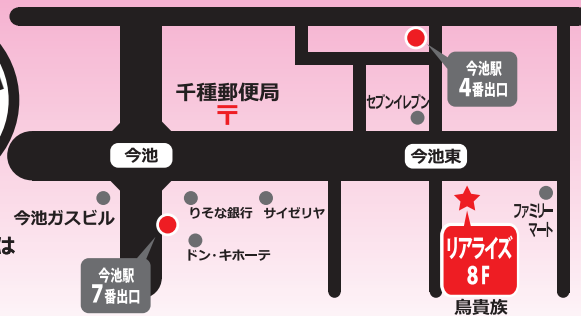 今池駅
4番出口
千種郵便局
〒
セブンイレブン
今池
今池東
今池ガスビル
りそな銀行
サイゼリヤ
ファミリー
マート
は
ドン・キホーテ
リアライズ
8F
今池駅
7番出口
鳥貴族